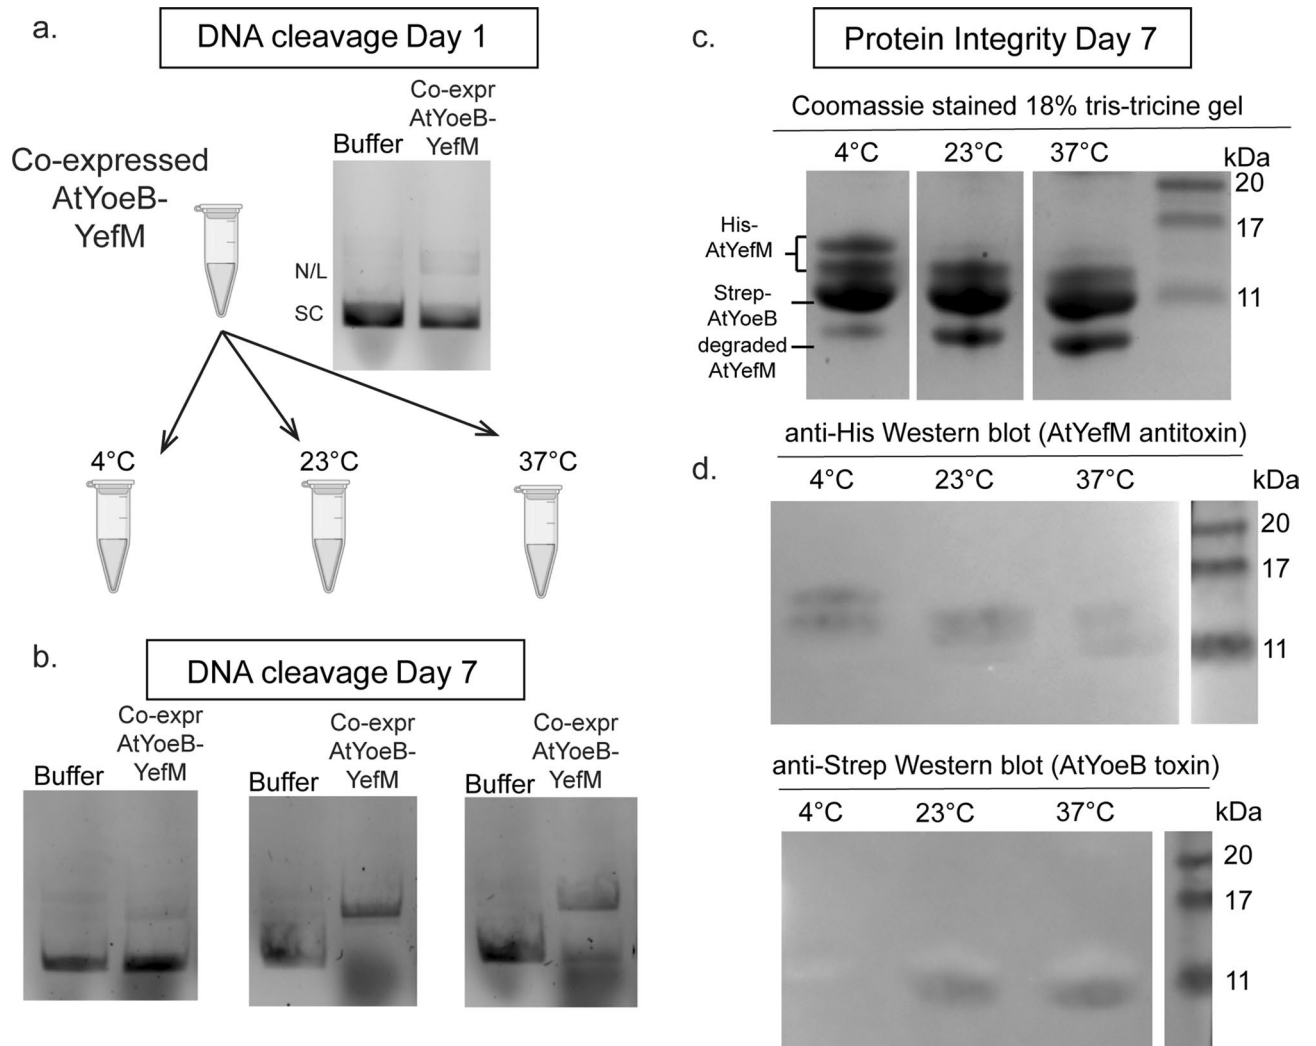 a.
DNA cleavage Day 1
Co-expressed
AtYoeB-
YefM
Buffer
Co-expr
AtYoeB-
YefM
N/L
SC
4°C
23°C
37°C
b.
DNA cleavage Day 7
Buffer
Co-expr
AtYoeB-
YefM
Buffer
Co-expr
AtYoeB-
YefM
Buffer
Co-expr
AtYoeB-
YefM
c.
Protein Integrity Day 7
Coomassie stained 18% tris-tricine gel
4°C 23°C 37°C kDa
20
17
11
His-
AtYefM
Strep-
AtYoeB
degraded
AtYefM
d.
anti-His Western blot (AtYefM antitoxin)
4°C 23°C 37°C kDa
20
17
11
anti-Strep Western blot (AtYoeB toxin)
4°C 23°C 37°C kDa
20
17
11